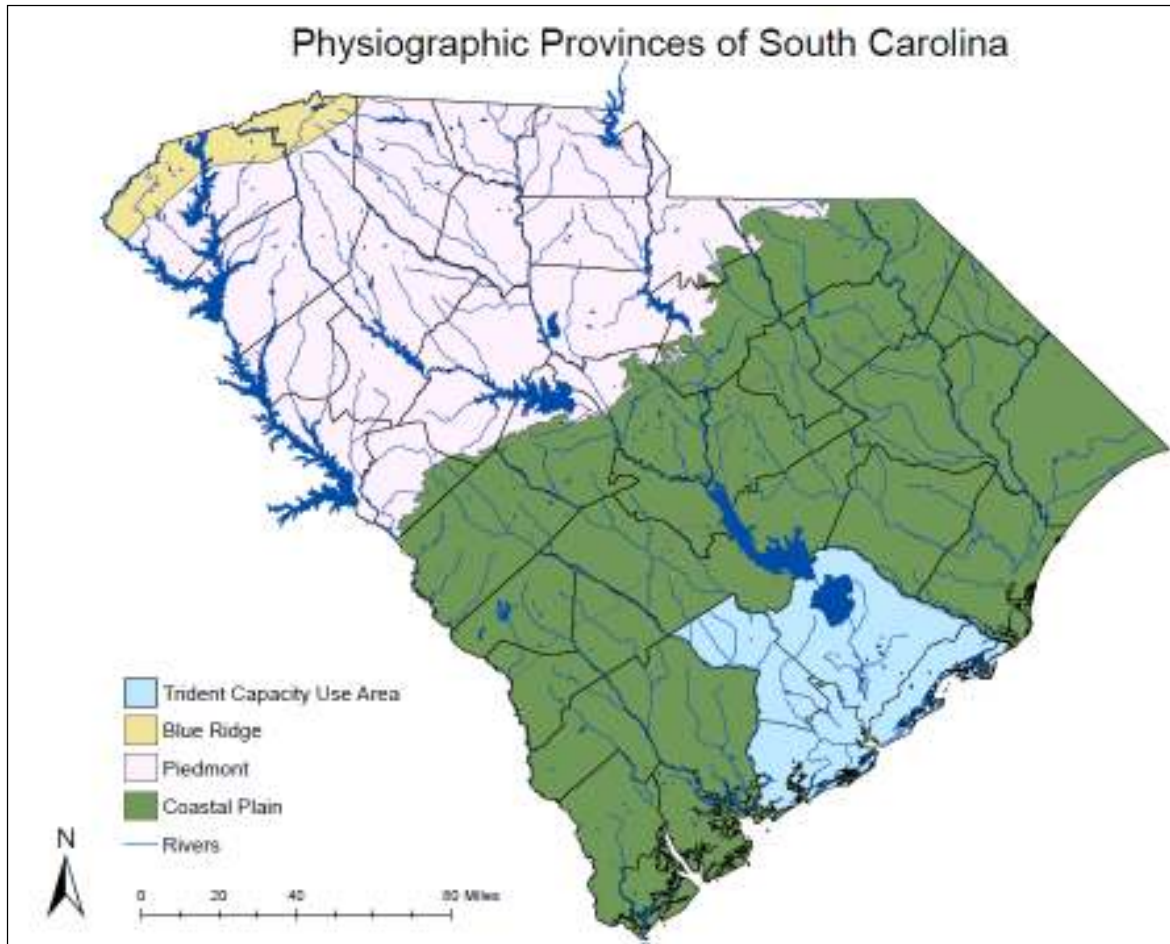 Physiographic Provinces of South Carolina
Trident Capacity Use Area
Blue Ridge
Piedmont
Coastal Plain
Rivers
N
0 20 40 80 Miles